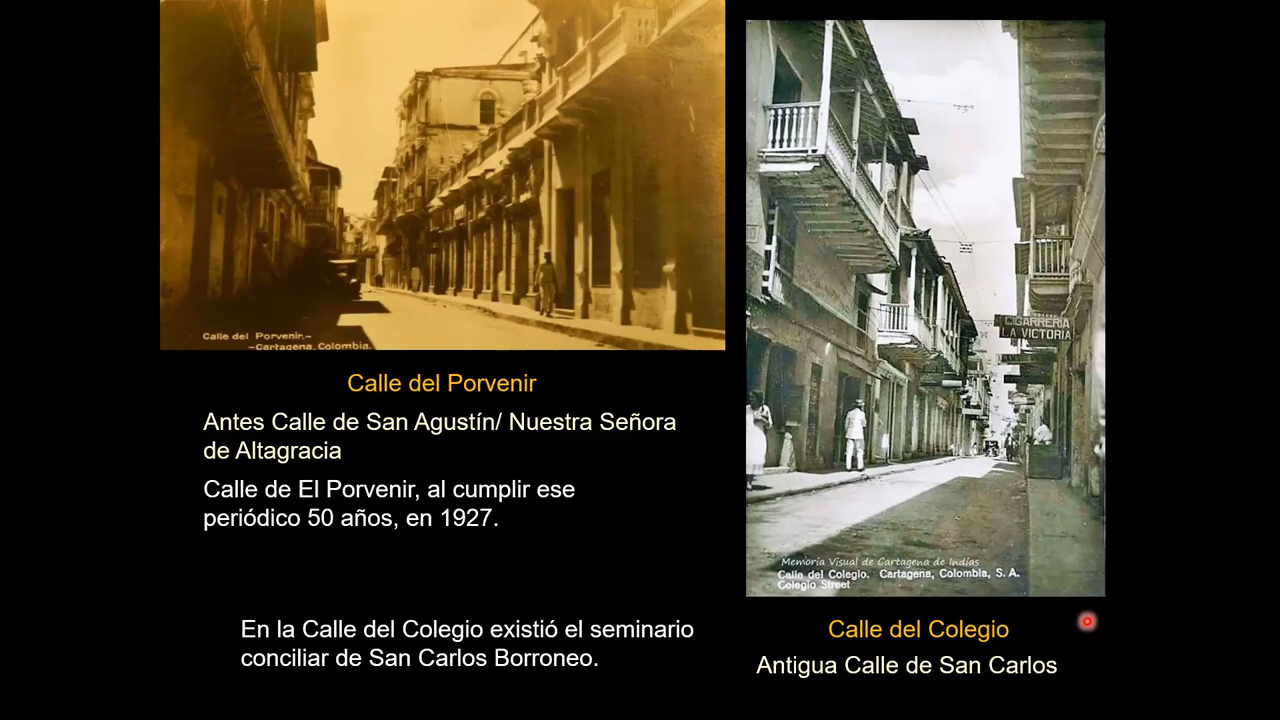 Calle del Porvenir.-
-Cartagena, Colombia.
Calle del Porvenir
Antes Calle de San Agustín/ Nuestra Señora
de Altagracia
Calle de El Porvenir, al cumplir ese
periódico 50 años, en 1927.
En la Calle del Colegio existió el seminario
conciliar de San Carlos Borroneo.
CIGARRERIA
LA VICTORIA
Memoria Visual de Cartagena de Indias
Calle del Colegio. Cartagena, Colombia, S. A.
Colegio Street
Calle del Colegio
Antigua Calle de San Carlos